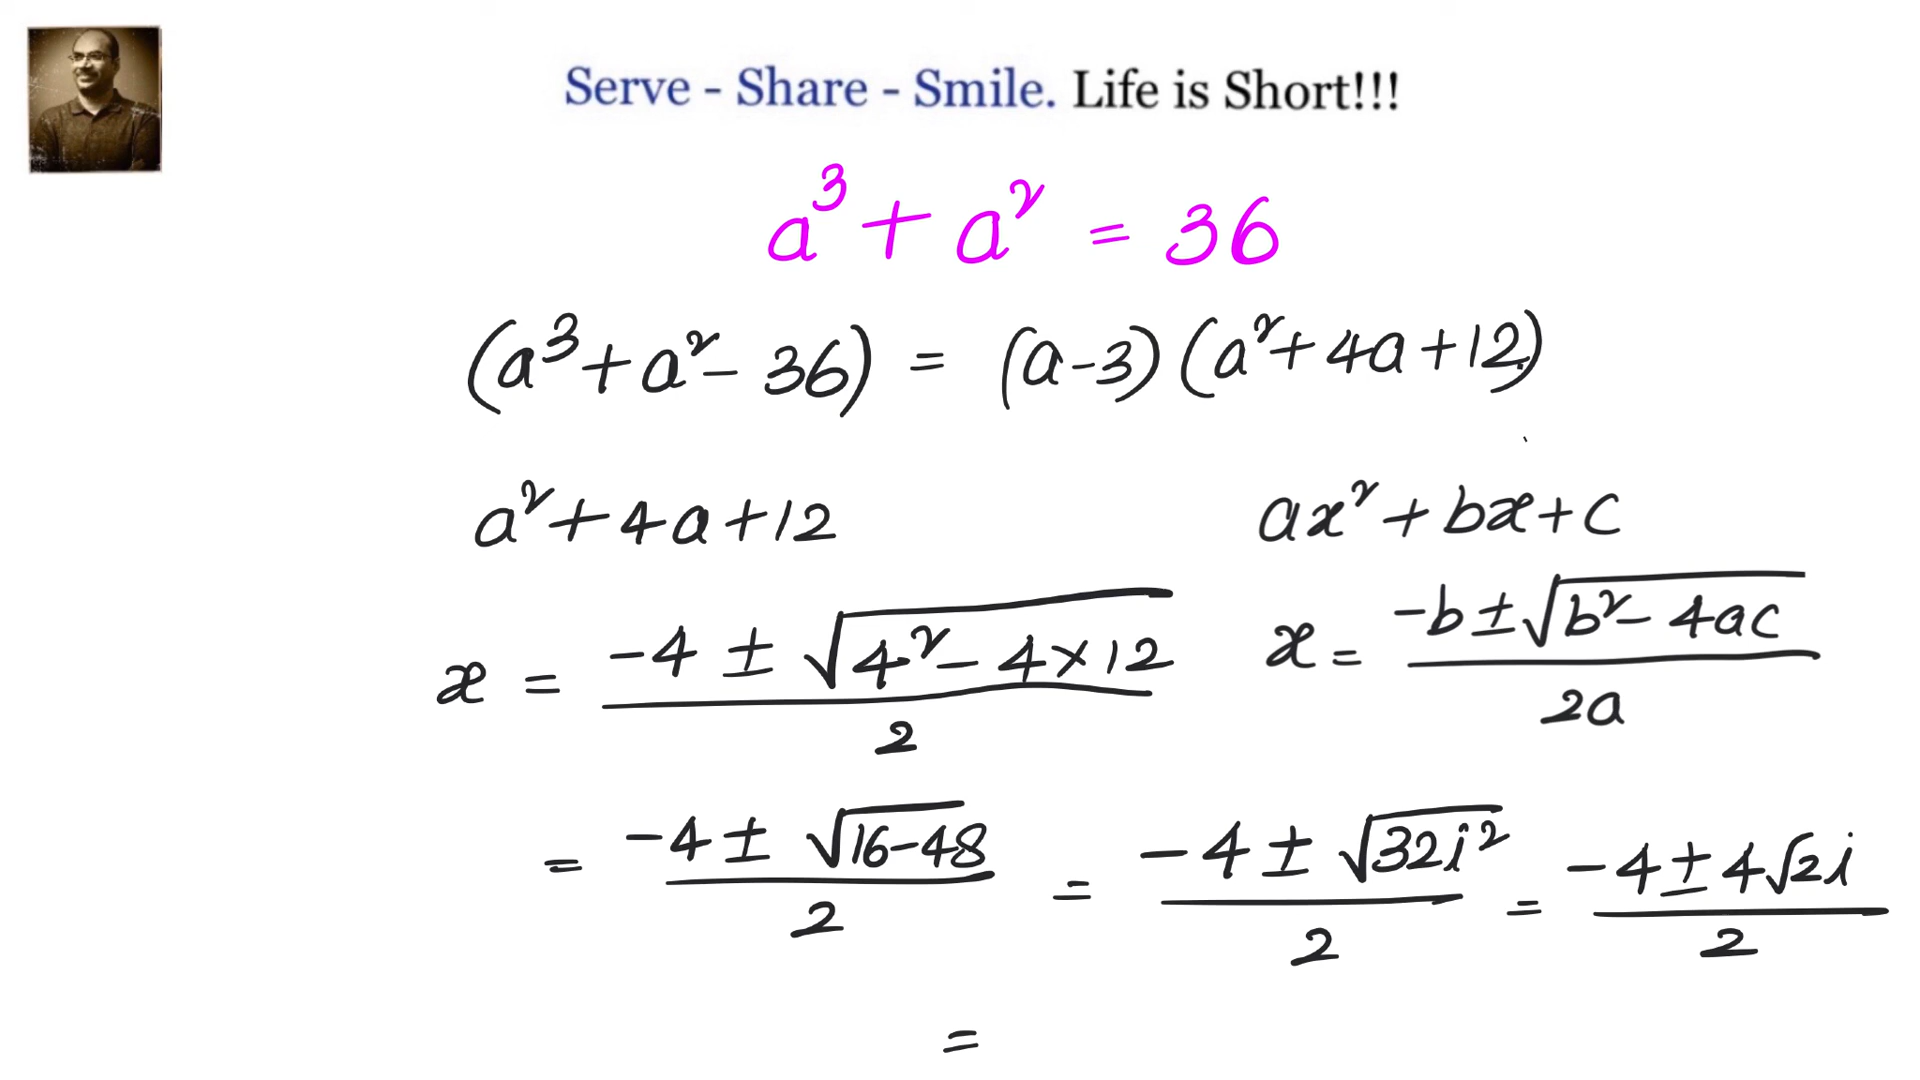 Serve - Share - Smile. Life is Short!!!
a³ + a² = 36
(a³ + a² - 36) = (a-3) (a² + 4a + 12)
a² + 4a + 12
ax² + bx + c
x = (-4 ± √(4² - 4×12)) / 2
x = (-b ± √(b² - 4ac)) / 2a
= (-4 ± √(16-48)) / 2 = (-4 ± √(32i²)) / 2 = (-4 ± 4√2i) / 2
=